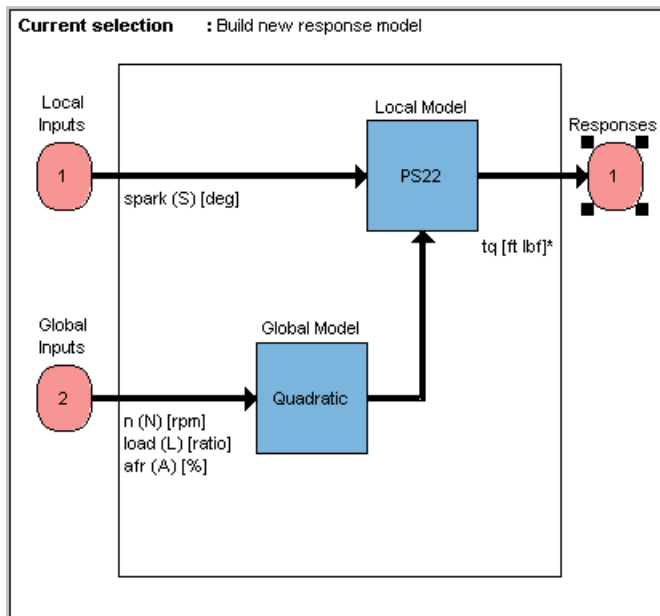 Current selection : Build new response model
Local
Inputs
1
spark (S) [deg]
Local Model
PS22
Responses
1
tq [ft lbf]*
Global
Inputs
2
n (N) [rpm]
load (L) [ratio]
afr (A) [%]
Global Model
Quadratic